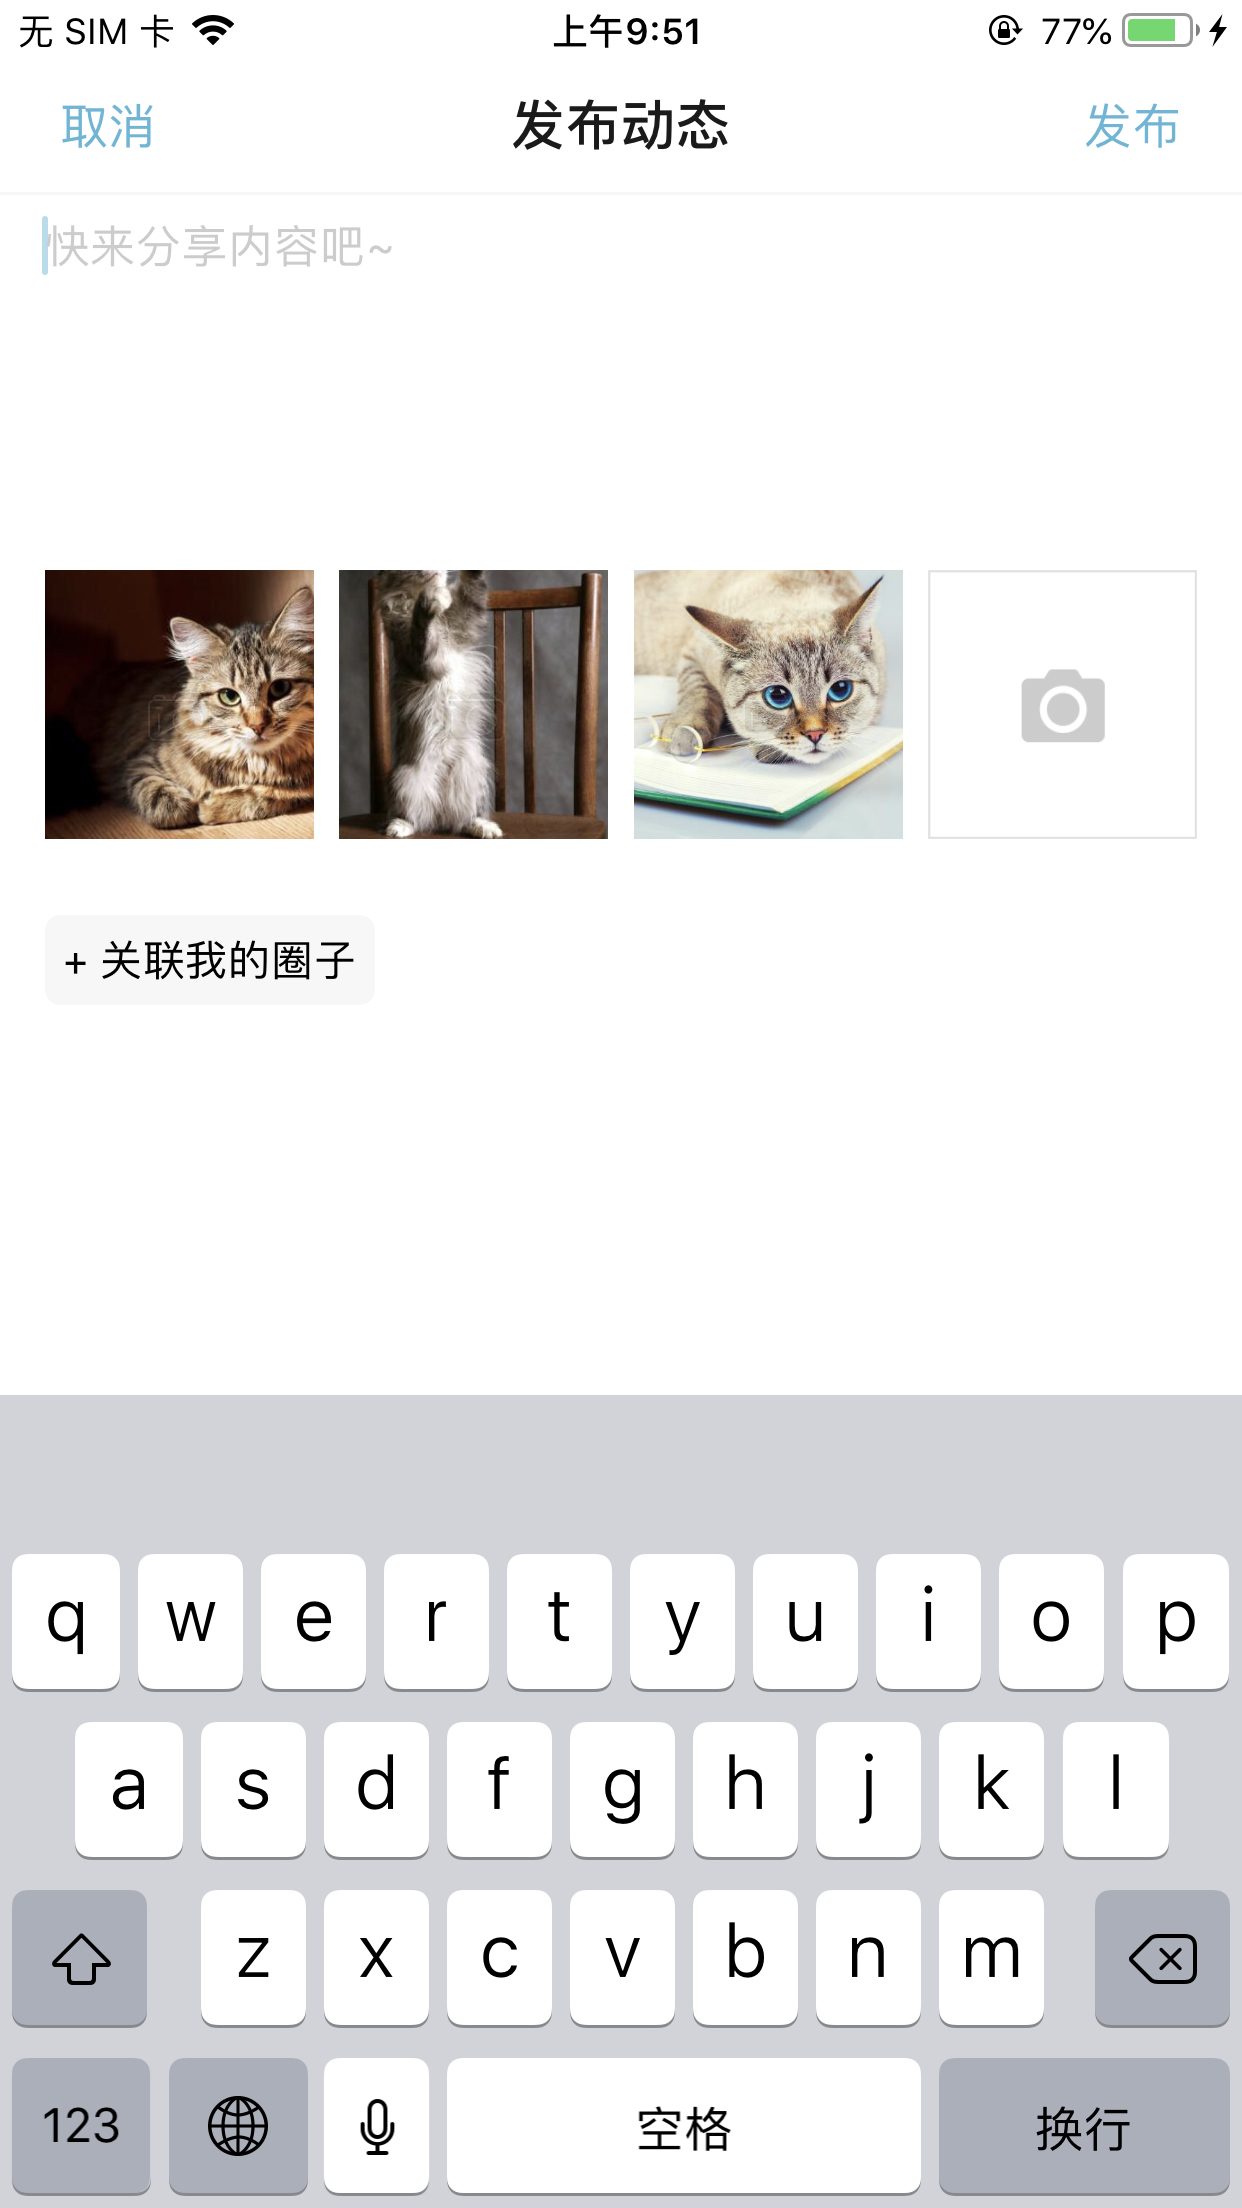 无 SIM 卡 上午9:51 77%
取消 发布动态 发布
快来分享内容吧~
+ 关联我的圈子
q w e r t y u i o p
a s d f g h j k l
z x c v b n m
123 空格 换行